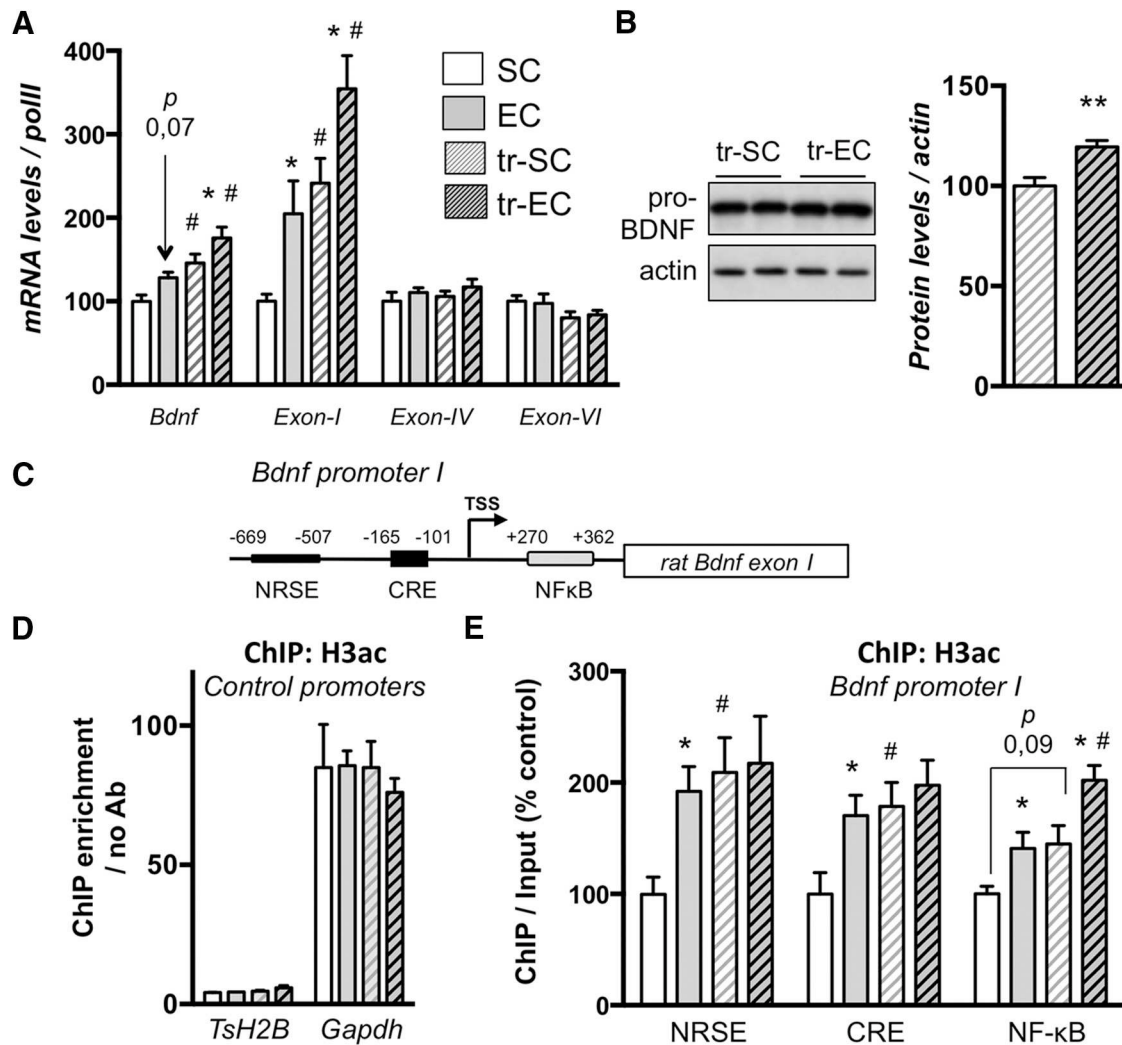 A
mRNA levels / polII
400
300
200
100
0
p
0,07
*
#
* #
*
#
* #
SC
EC
tr-SC
tr-EC
Bdnf
Exon-I
Exon-IV
Exon-VI
B
tr-SC
tr-EC
pro-
BDNF
actin
Protein levels / actin
150
100
50
0
**
C
Bdnf promoter I
-669
-507
-165
-101
TSS
+270
+362
NRSE
CRE
NFκB
rat Bdnf exon I
D
ChIP: H3ac
Control promoters
ChIP enrichment
/ no Ab
100
50
0
TsH2B
Gapdh
E
ChIP: H3ac
Bdnf promoter I
ChIP / Input (% control)
300
200
100
0
*
#
*
#
p
0,09
*
* #
NRSE
CRE
NF-κB